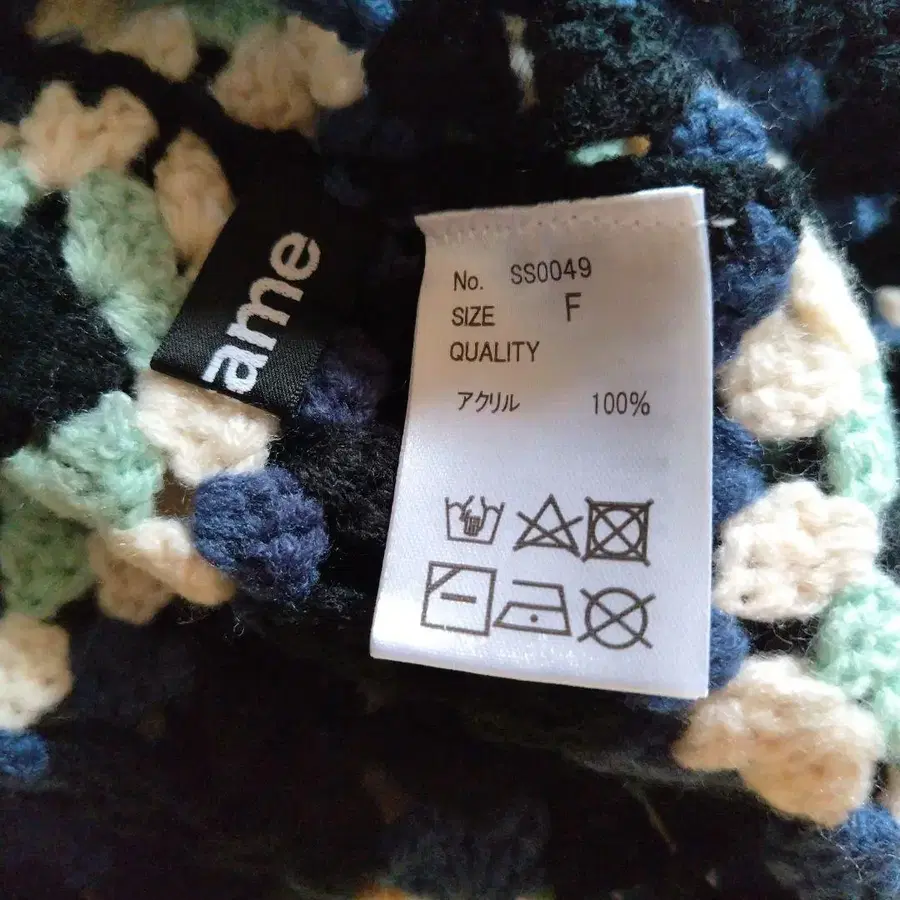 ame
No. SS0049
SIZE F
QUALITY
アクリル 100%